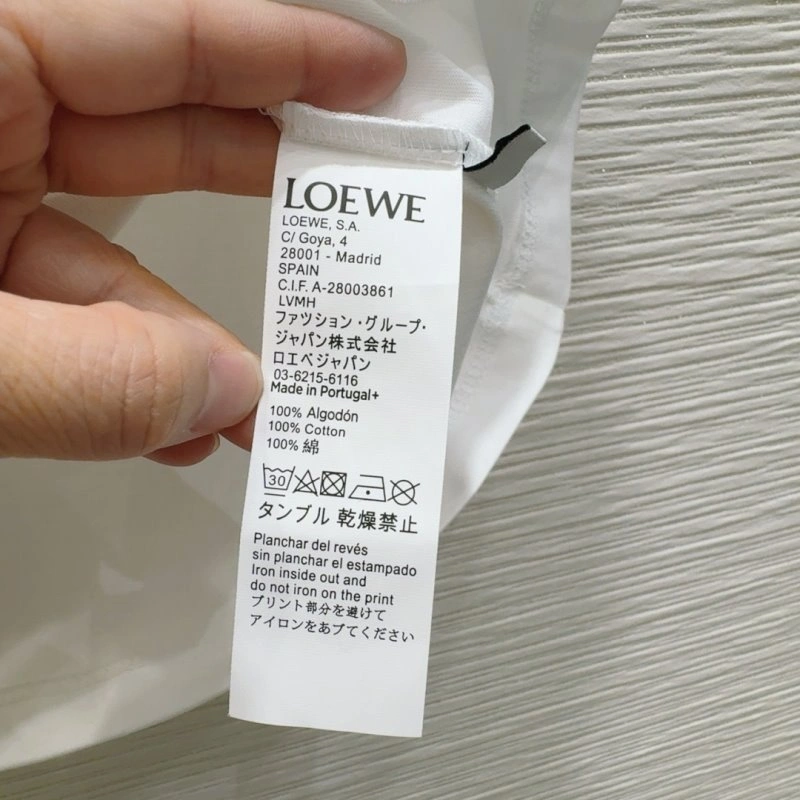 LOEWE
LOEWE, S.A.
C/ Goya, 4
28001 - Madrid
SPAIN
C.I.F. A-28003861
LVMH
ファツション・グループ・
ジャパン株式会社
ロエベジャパン
03-6215-6116
Made in Portugal+
100% Algodón
100% Cotton
100% 綿
30
タンブル 乾燥禁止
Planchar del revés
sin planchar el estampado
Iron inside out and
do not iron on the print
プリント部分を避けて
アイロンをあブてください